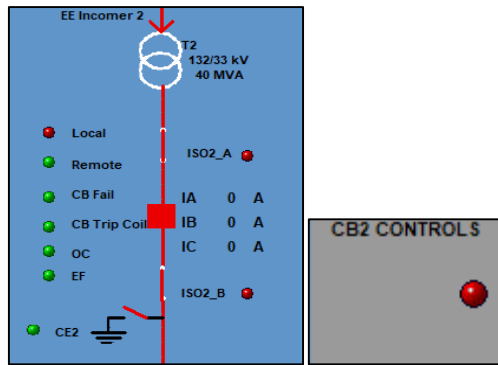 EE Incomer 2
T2
132/33 kV
40 MVA
Local
ISO2_A
Remote
CB Fail
IA 0 A
CB Trip Coil
IB 0 A
OC
IC 0 A
EF
ISO2_B
CE2
CB2 CONTROLS